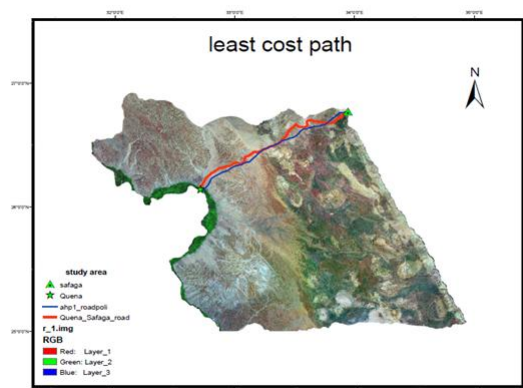 least cost path
N
study area
safaga
Quena
ahp1_roadpoli
Quena_Safaga_road
r_1.img
RGB
Red: Layer_1
Green: Layer_2
Blue: Layer_3